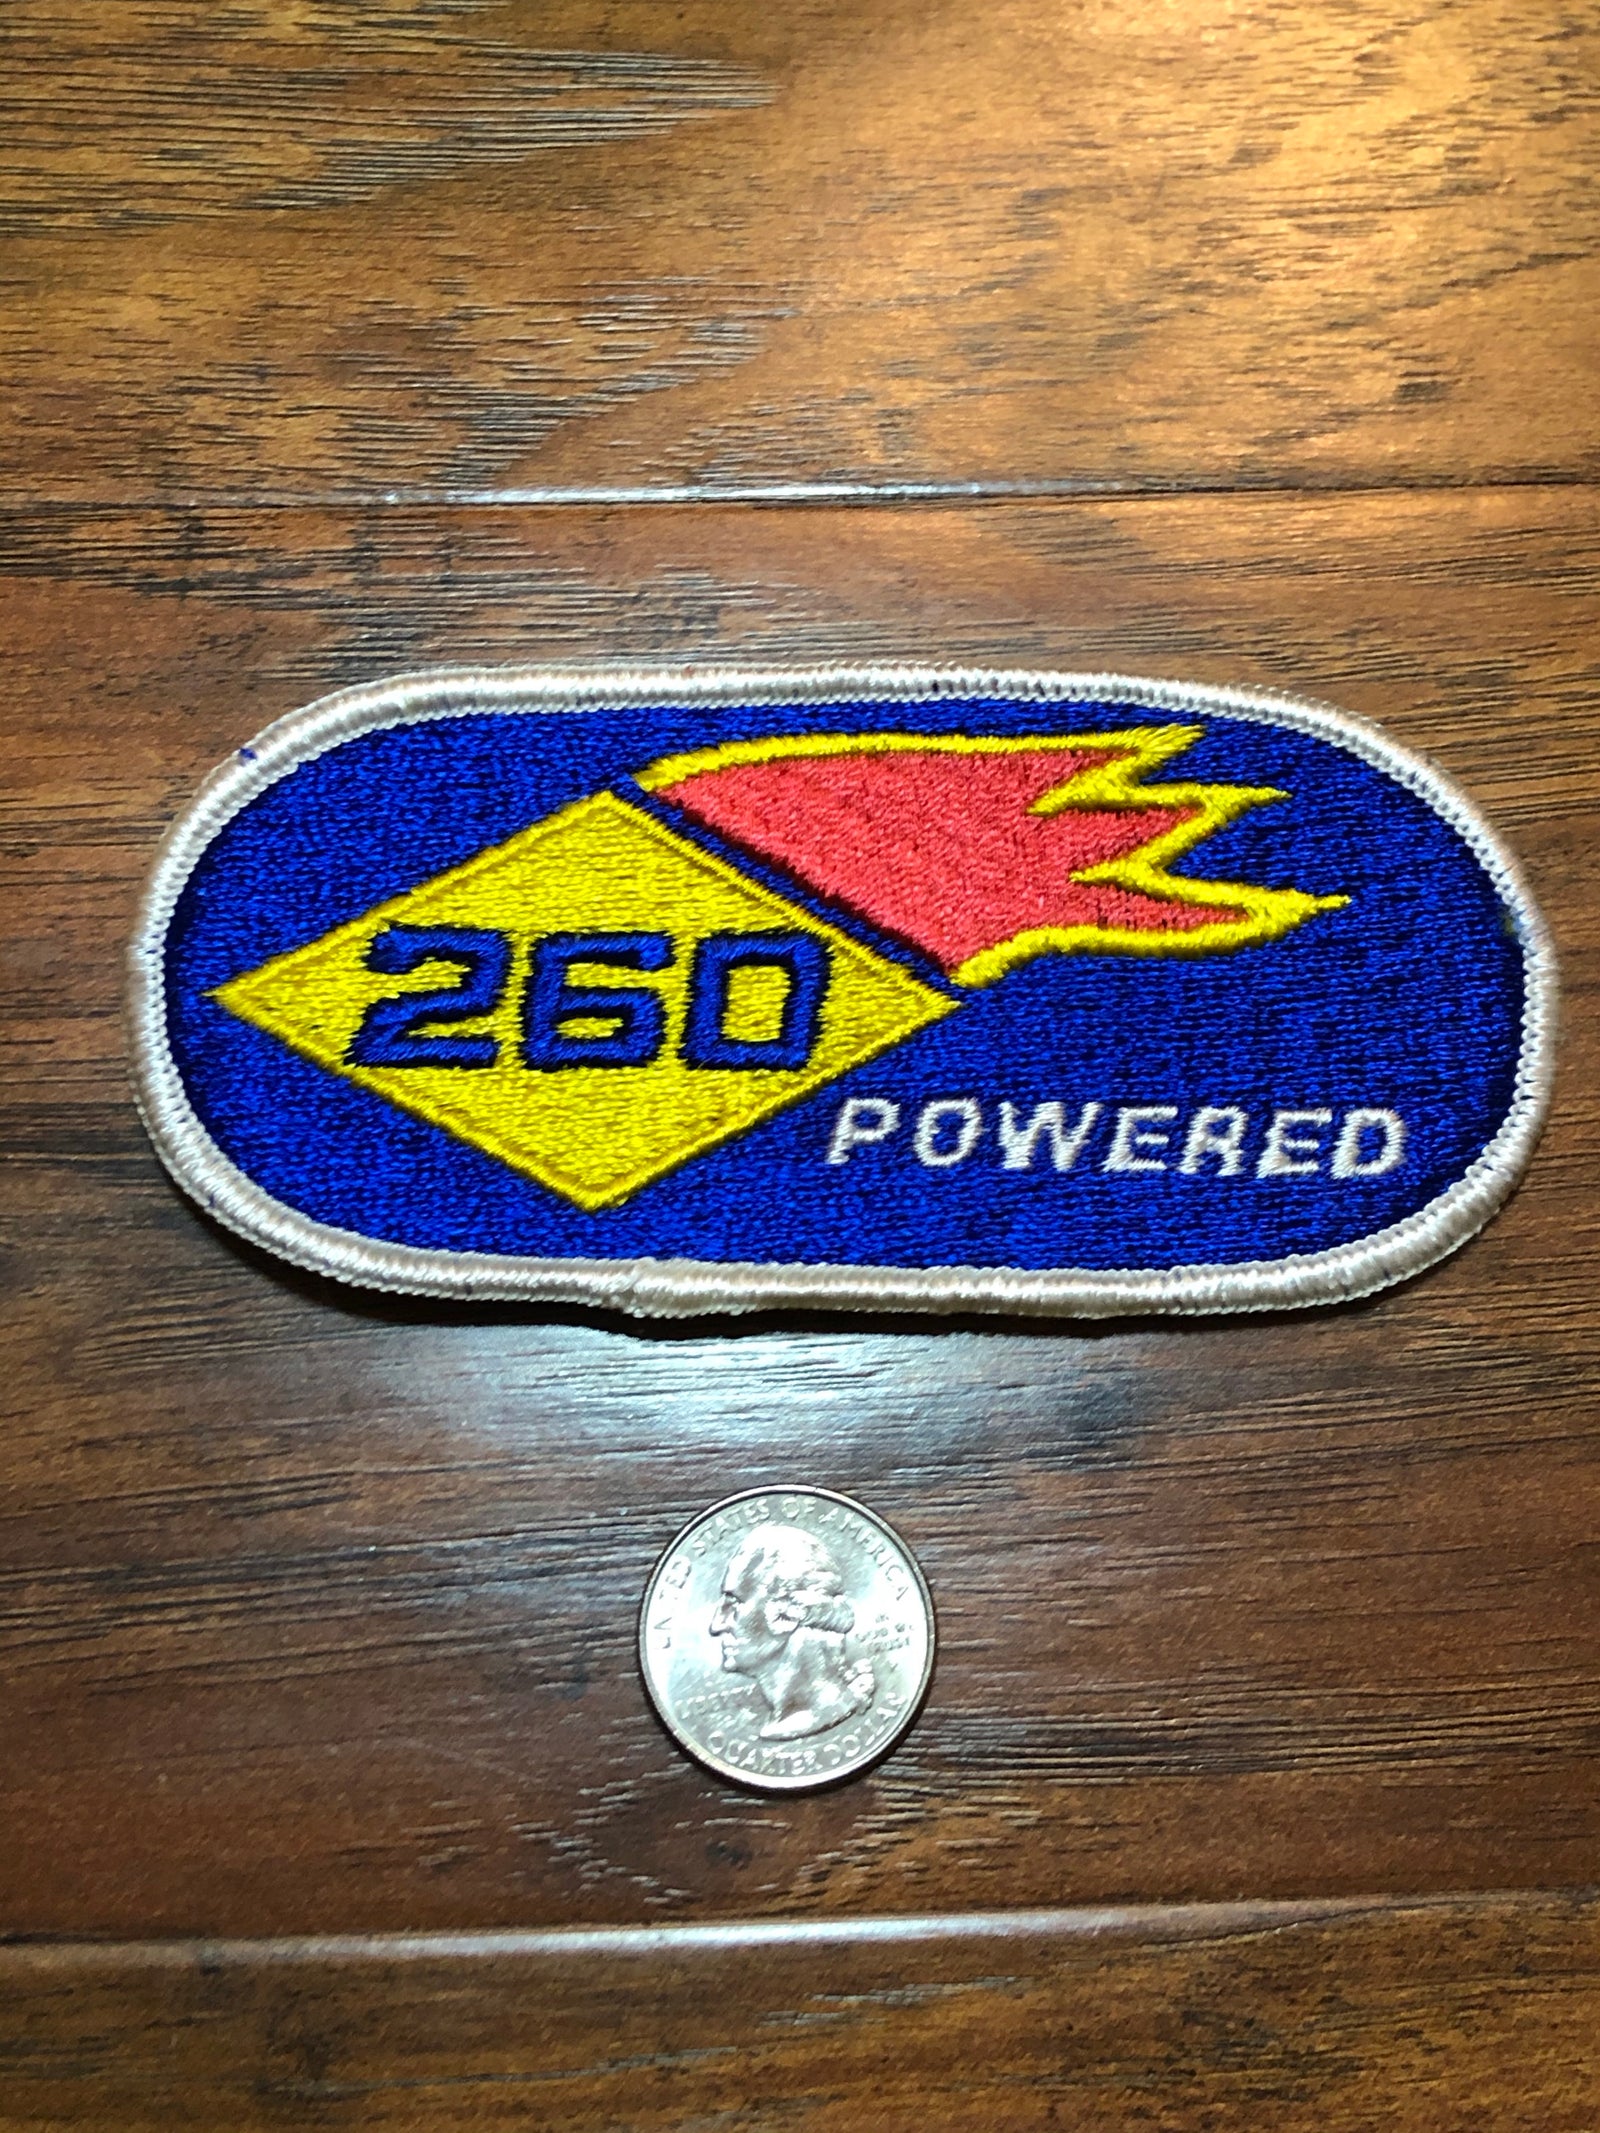 260
POWERED
UNITED STATES OF AMERICA
LIBERTY
QUARTER DOLLAR